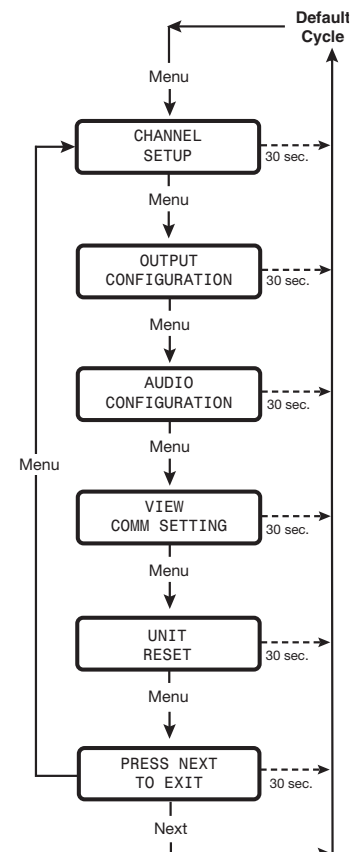 Default
Cycle
Menu
CHANNEL
SETUP
30 sec.
Menu
OUTPUT
CONFIGURATION
30 sec.
Menu
AUDIO
CONFIGURATION
30 sec.
Menu
Menu
VIEW
COMM SETTING
30 sec.
Menu
UNIT
RESET
30 sec.
Menu
PRESS NEXT
TO EXIT
30 sec.
Next